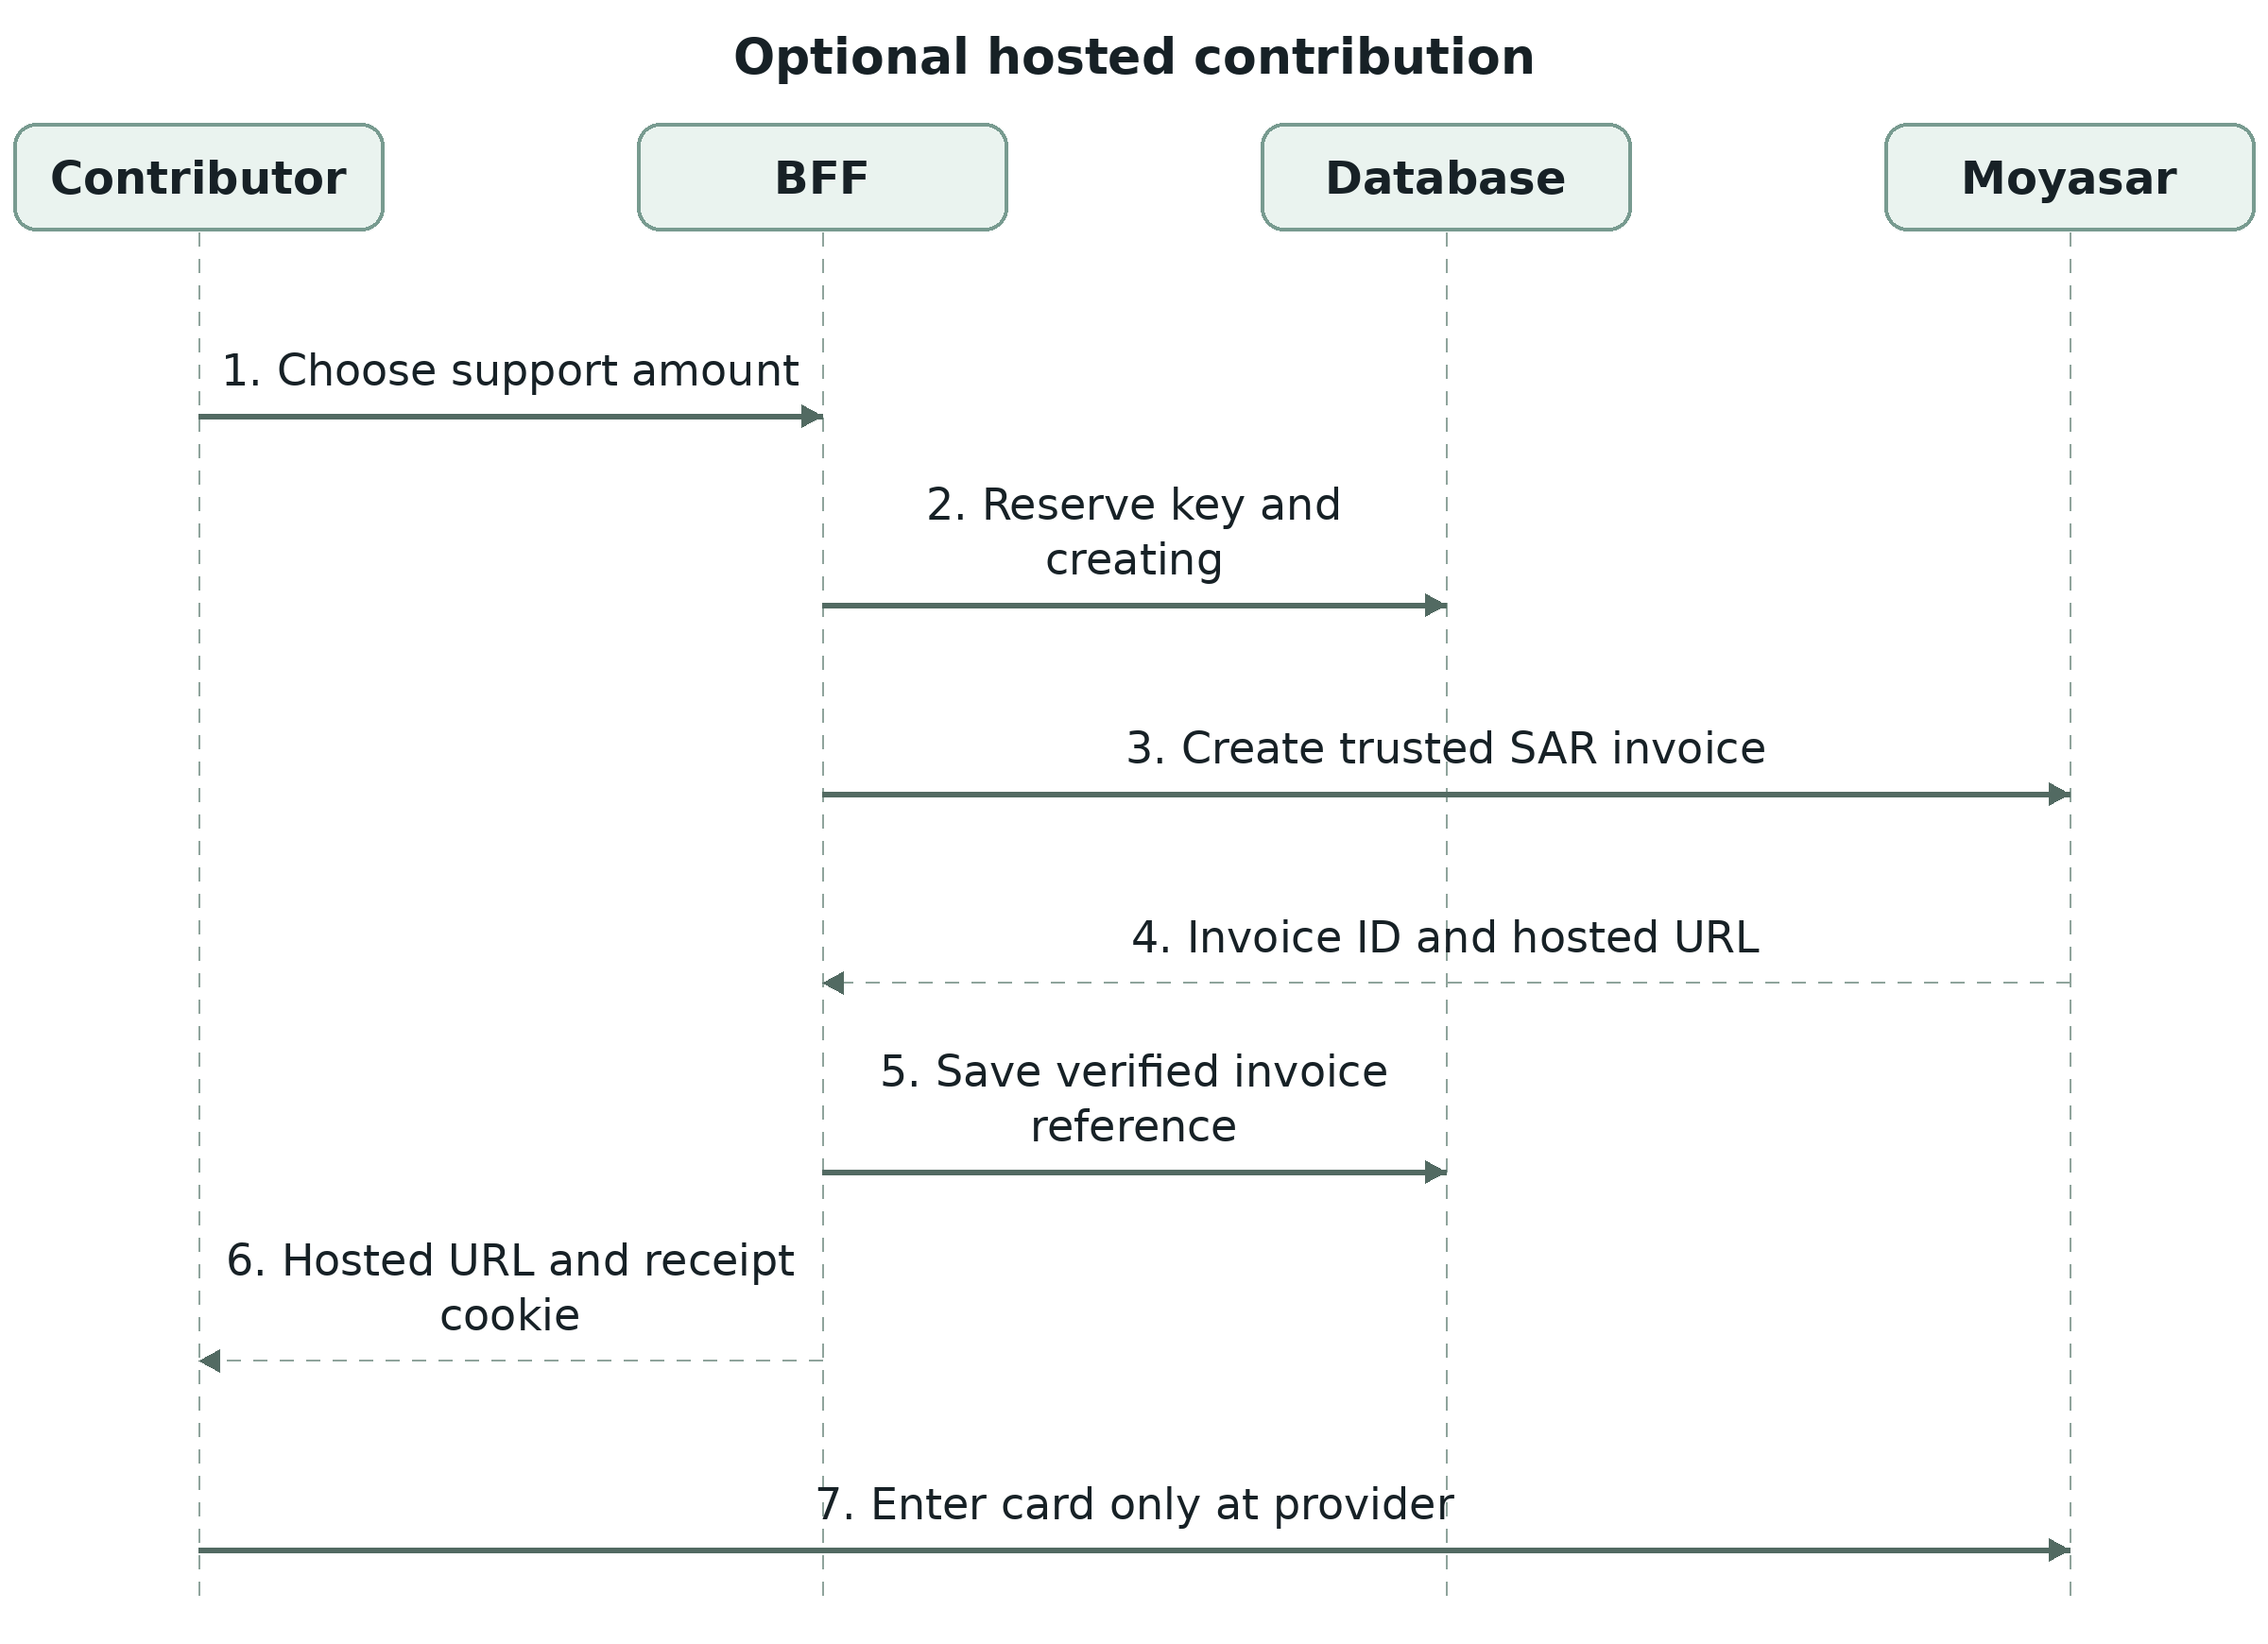 Optional hosted contribution
Contributor
BFF
Database
Moyasar
1. Choose support amount
2. Reserve key and
creating
3. Create trusted SAR invoice
4. Invoice ID and hosted URL
5. Save verified invoice
reference
6. Hosted URL and receipt
cookie
7. Enter card only at provider